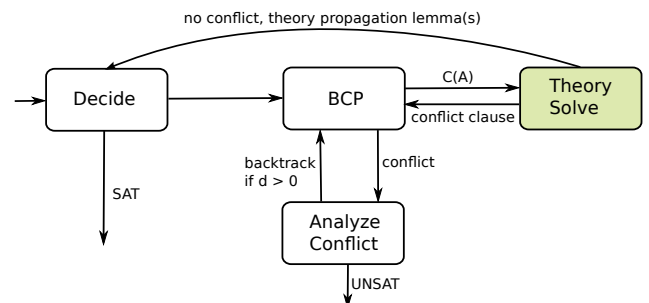 no conflict, theory propagation lemma(s)
Decide
BCP
C(A)
Theory
Solve
conflict clause
backtrack
if d > 0
conflict
SAT
Analyze
Conflict
UNSAT